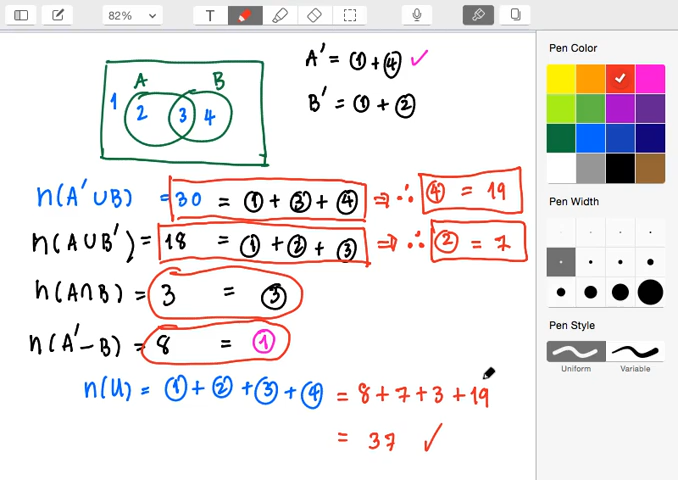 82%
T
A' = ① + ④ ✓
B' = ① + ②
A B
1 2 3 4
n(A' ∪ B) = 30 = ① + ③ + ④ ⇒ ∴ ④ = 19
n(A ∪ B') = 18 = ① + ② + ③ ⇒ ∴ ② = 7
n(A ∩ B) = 3 = ③
n(A' − B) = 8 = ①
n(U) = ① + ② + ③ + ④ = 8 + 7 + 3 + 19
= 37 ✓
Pen Color
Pen Width
Pen Style
Uniform Variable